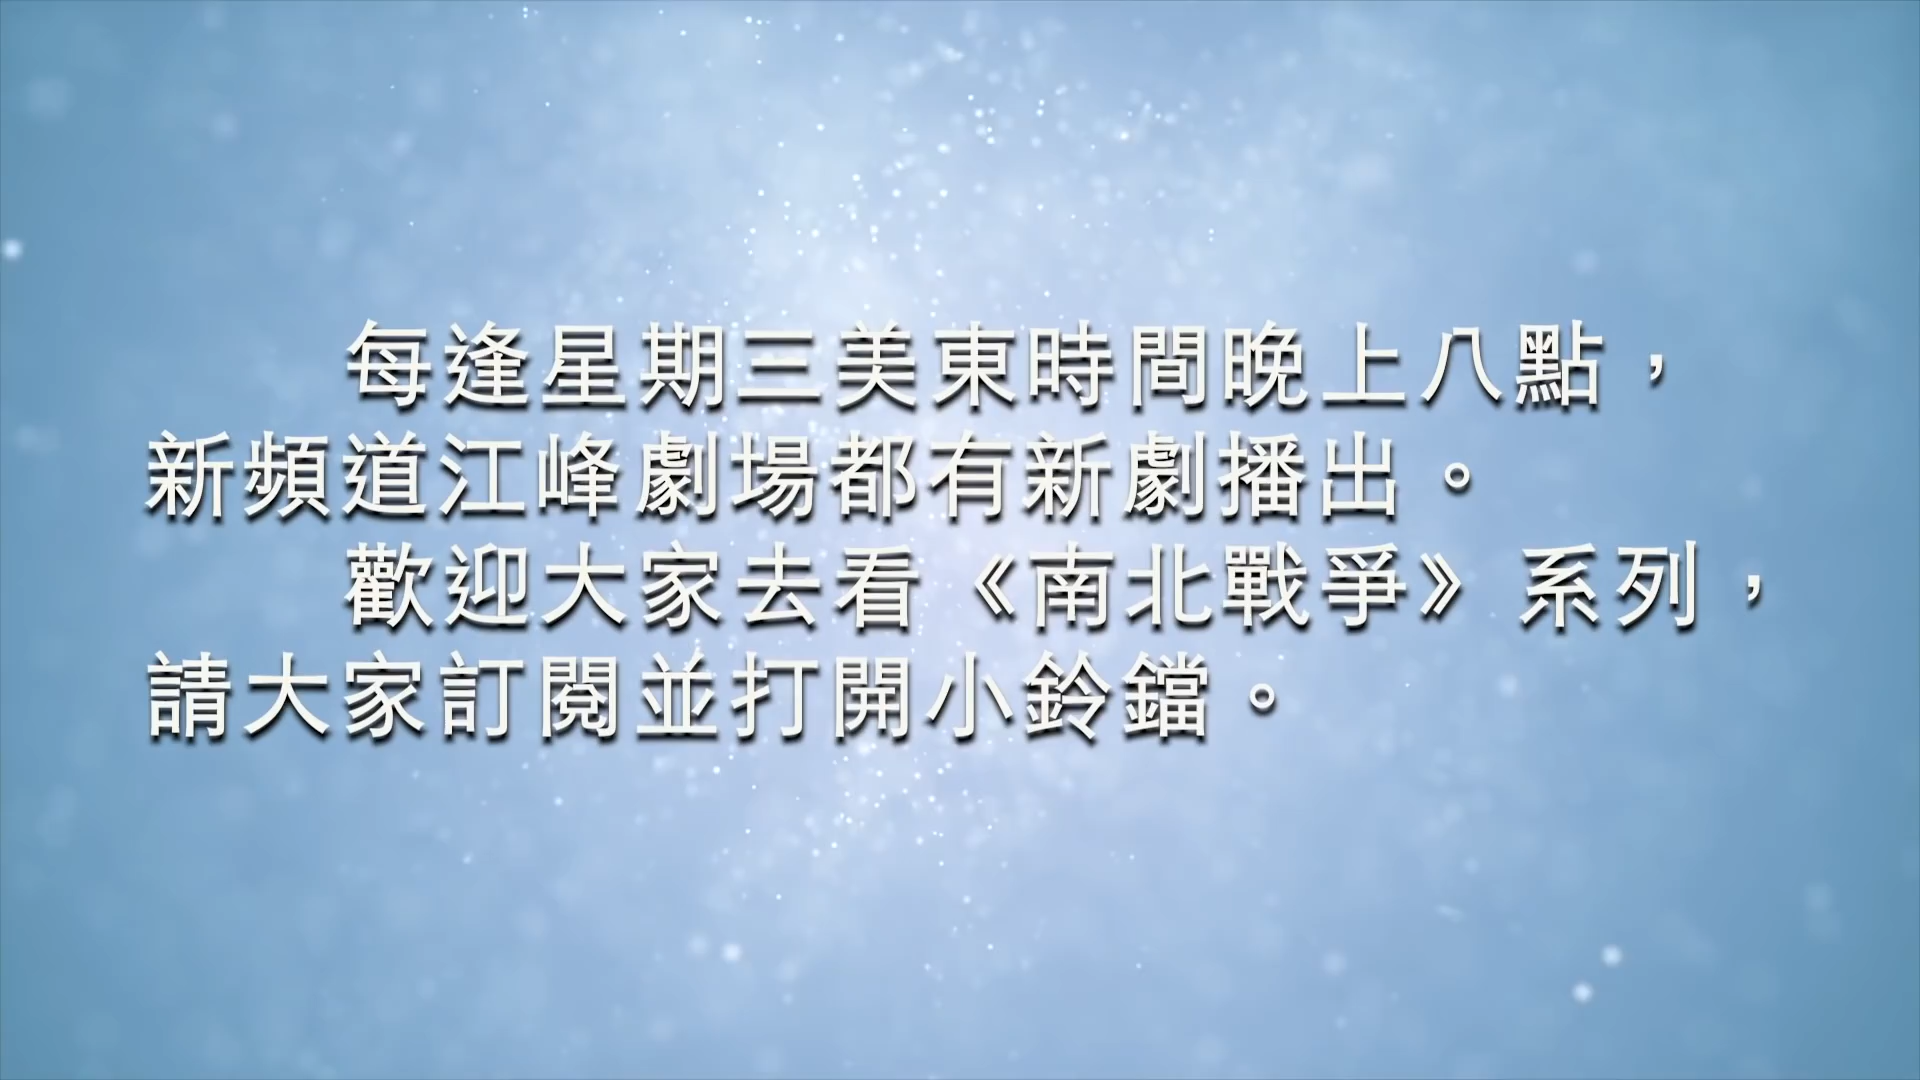 每逢星期三美東時間晚上八點，
新頻道江峰劇場都有新劇播出。
歡迎大家去看《南北戰爭》系列，
請大家訂閱並打開小鈴鐺。